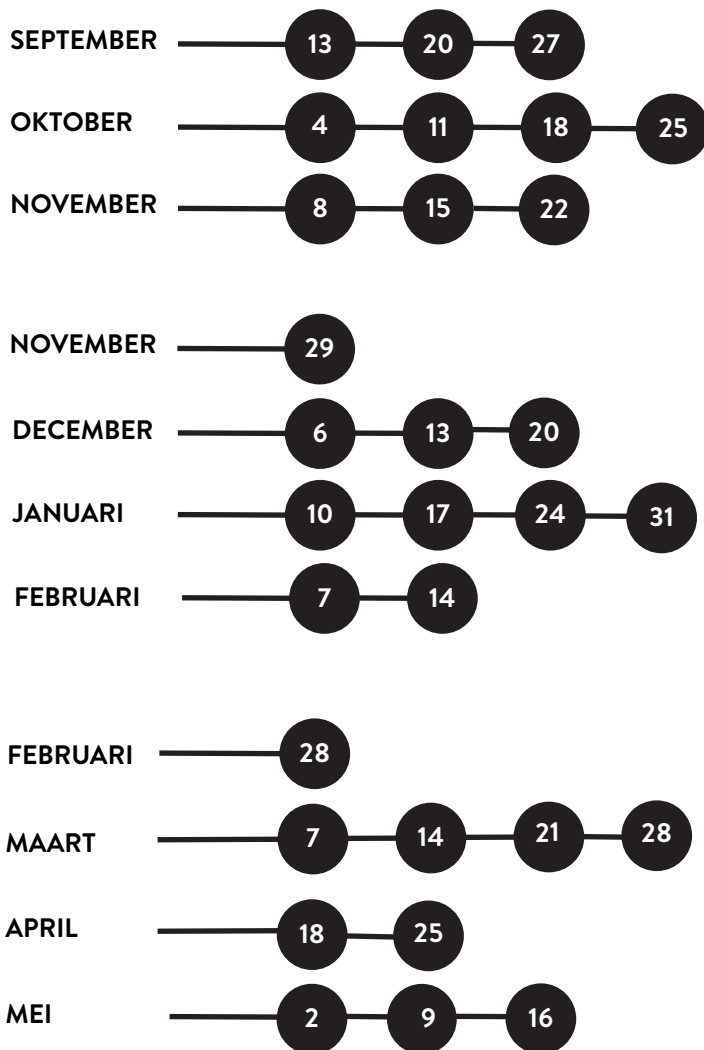 SEPTEMBER 13 20 27
OKTOBER 4 11 18 25
NOVEMBER 8 15 22
NOVEMBER 29
DECEMBER 6 13 20
JANUARI 10 17 24 31
FEBRUARI 7 14
FEBRUARI 28
MAART 7 14 21 28
APRIL 18 25
MEI 2 9 16